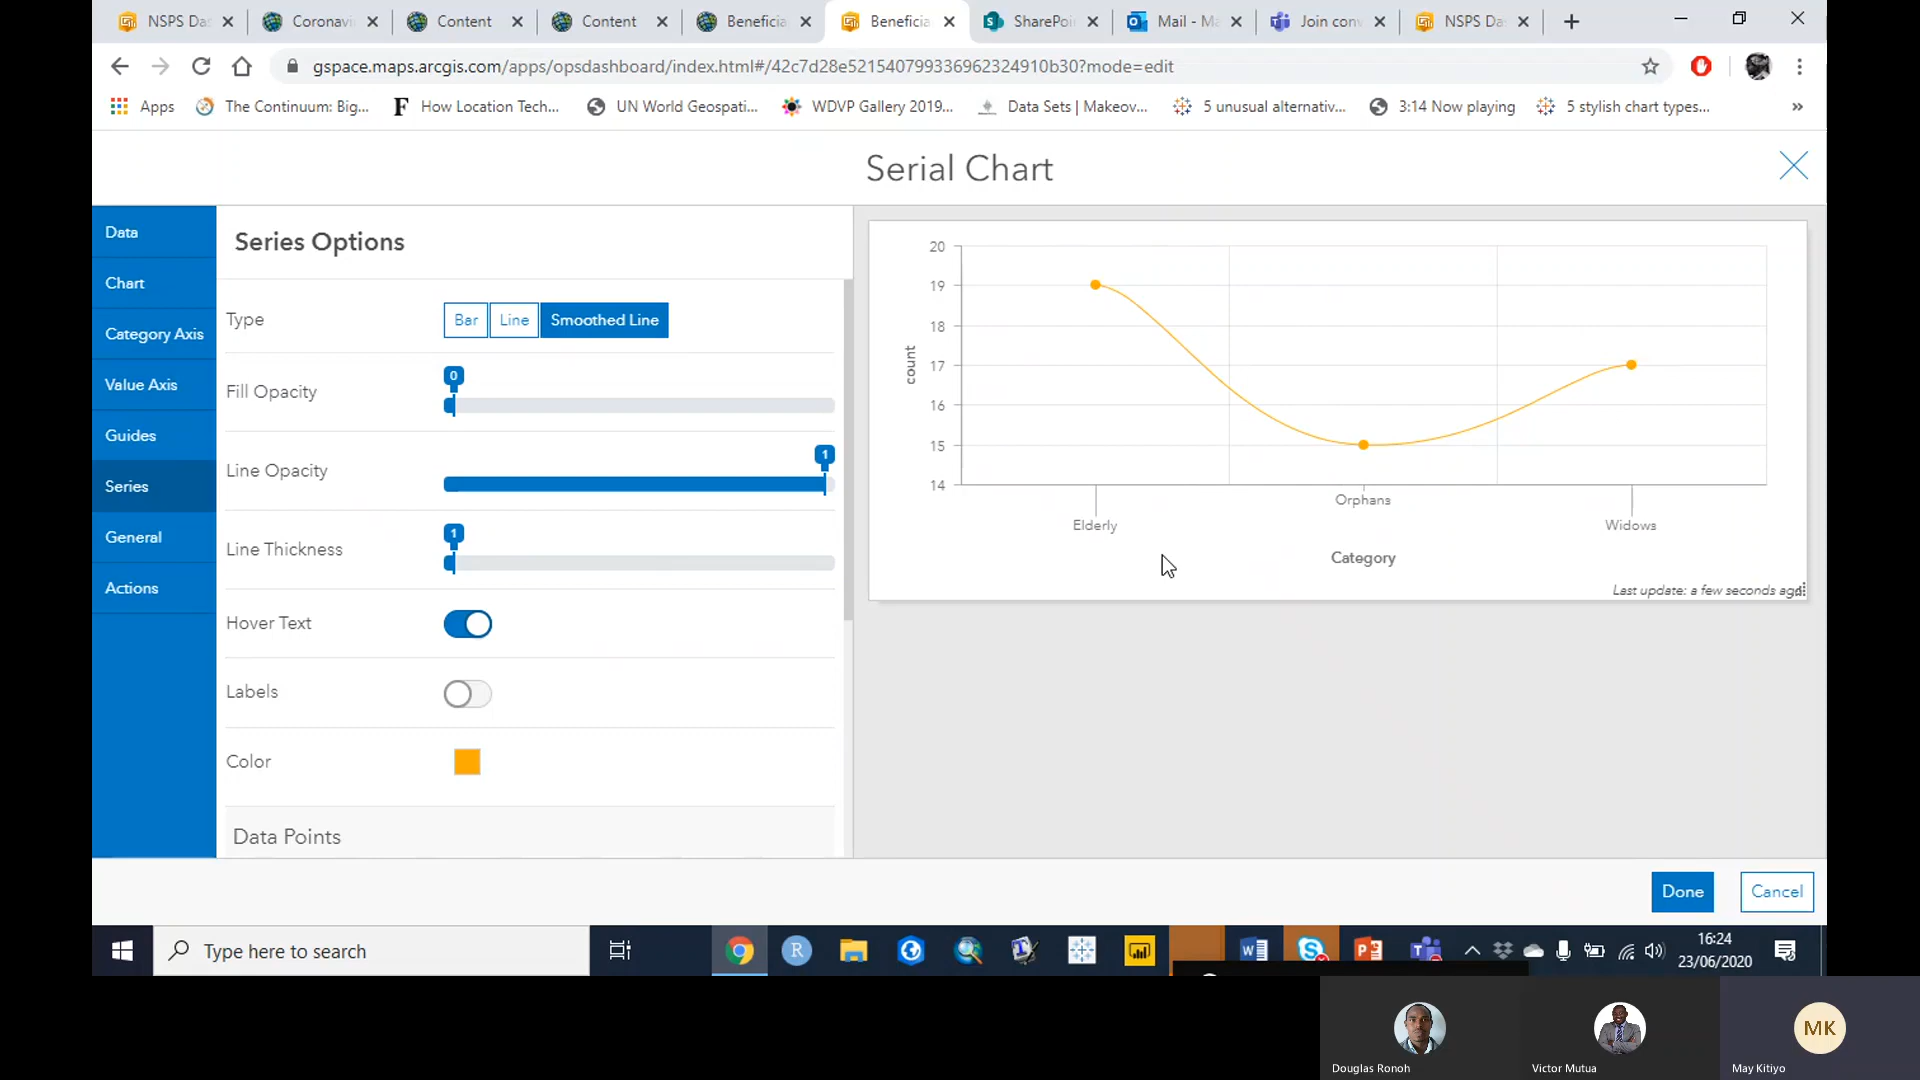 NSPS Da:
Coronavi
Content
Content
Beneficia
Beneficia
SharePoi
Mail - Ma
Join con
NSPS Da:
gspace.maps.arcgis.com/apps/opsdashboard/index.html#/42c7d28e521540799336962324910b30?mode=edit
Apps
The Continuum: Big...
How Location Tech...
UN World Geospati...
WDVP Gallery 2019...
Data Sets | Makeov...
5 unusual alternativ...
3:14 Now playing
5 stylish chart types...
»
Serial Chart
Data
Chart
Category Axis
Value Axis
Guides
Series
General
Actions
Series Options
Type
Bar
Line
Smoothed Line
Fill Opacity
0
Line Opacity
1
Line Thickness
1
Hover Text
Labels
Color
Data Points
20
19
18
17
16
15
14
count
Elderly
Orphans
Widows
Category
Last update: a few seconds ago
Done
Cancel
Type here to search
16:24
23/06/2020
MK
Douglas Ronoh
Victor Mutua
May Kitiyo